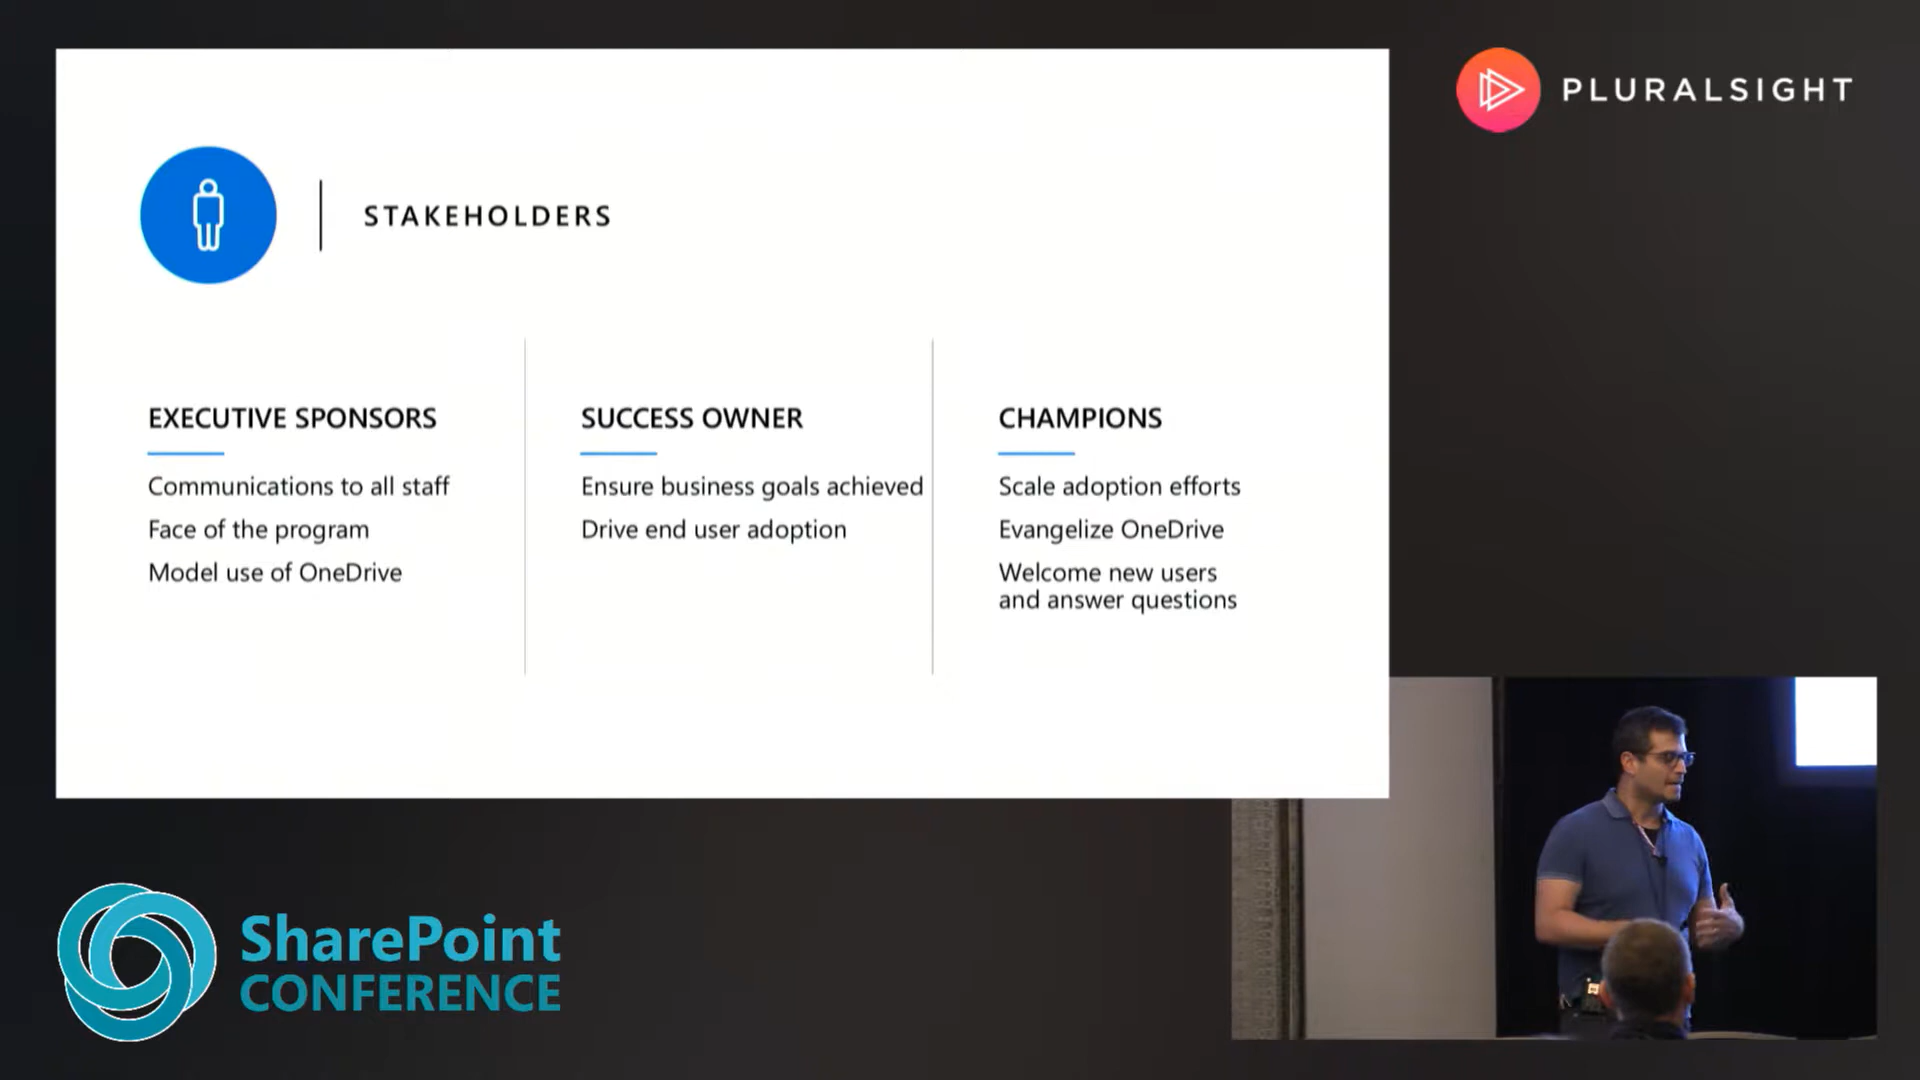 PLURALSIGHT
STAKEHOLDERS
EXECUTIVE SPONSORS
Communications to all staff
Face of the program
Model use of OneDrive
SUCCESS OWNER
Ensure business goals achieved
Drive end user adoption
CHAMPIONS
Scale adoption efforts
Evangelize OneDrive
Welcome new users
and answer questions
SharePoint
CONFERENCE